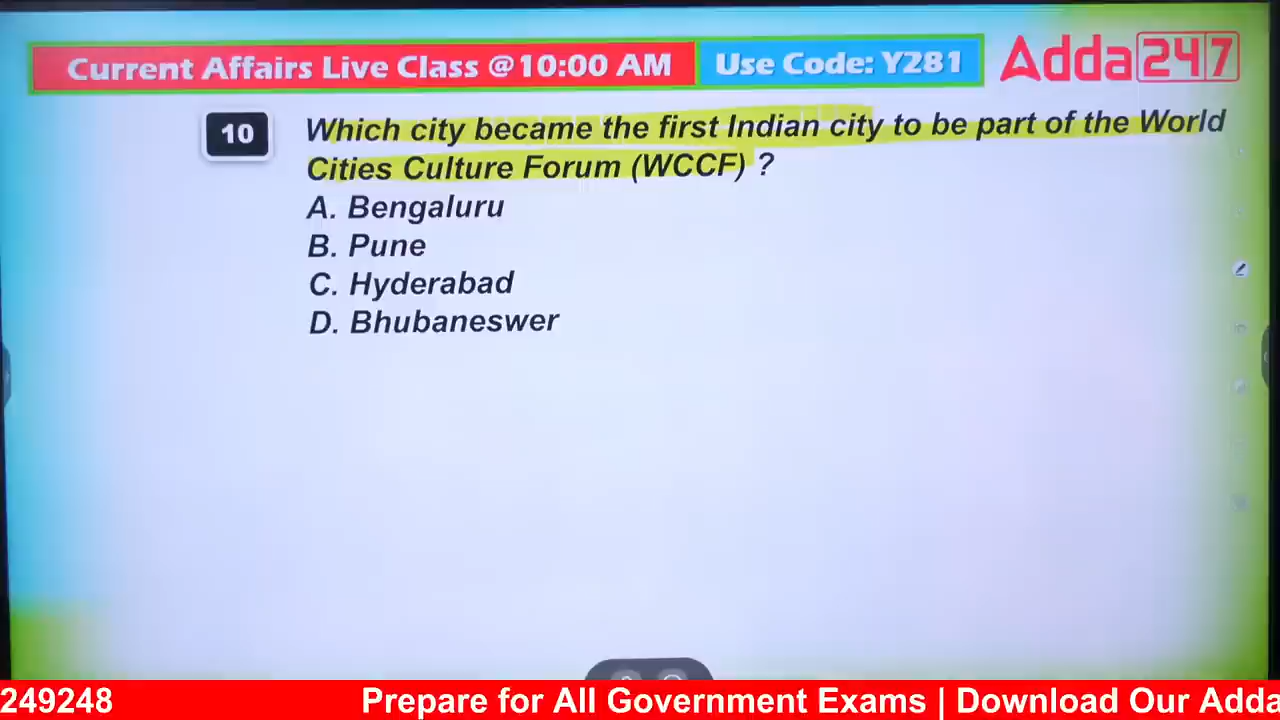 Current Affairs Live Class @10:00 AM Use Code: Y281 Adda247
10 Which city became the first Indian city to be part of the World
Cities Culture Forum (WCCF) ?
A. Bengaluru
B. Pune
C. Hyderabad
D. Bhubaneswer
249248 Prepare for All Government Exams | Download Our Adda